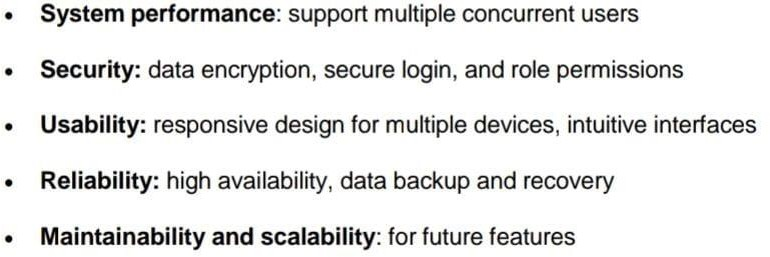 • System performance: support multiple concurrent users
• Security: data encryption, secure login, and role permissions
• Usability: responsive design for multiple devices, intuitive interfaces
• Reliability: high availability, data backup and recovery
• Maintainability and scalability: for future features